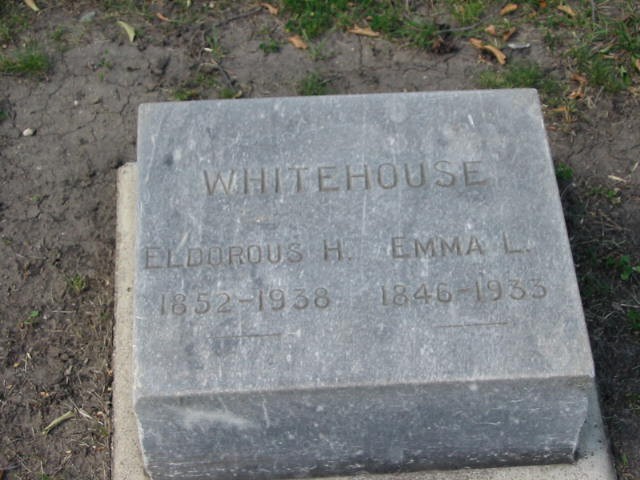 WHITEHOUSE
ELDOROUS H. EMMA L.
1852-1938 1846-1933